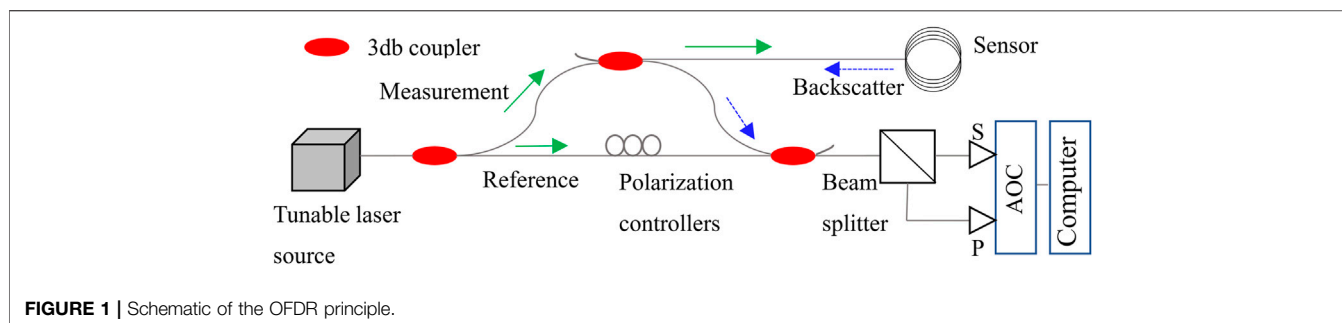 3db coupler
Sensor
Measurement
Backscatter
S
Reference
Polarization
controllers
Beam
splitter
AOC
Computer
Tunable laser
source
P
FIGURE 1 | Schematic of the OFDR principle.